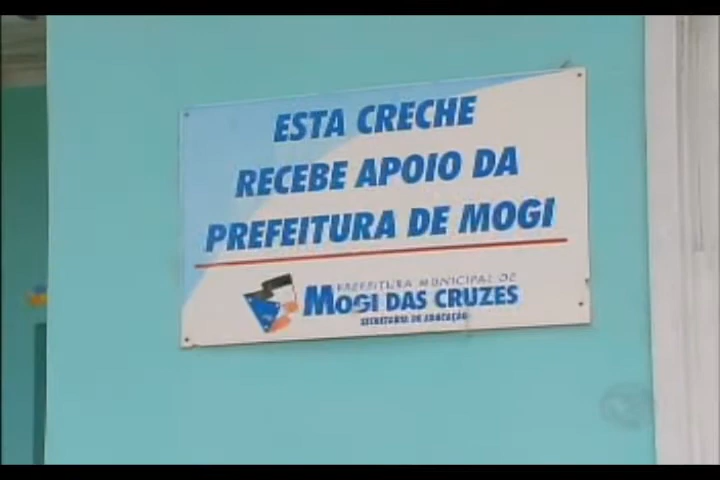 ESTA CRECHE
RECEBE APOIO DA
PREFEITURA DE MOGI
PREFEITURA MUNICIPAL DE
MOGI DAS CRUZES
SECRETARIA DE EDUCAÇÃO